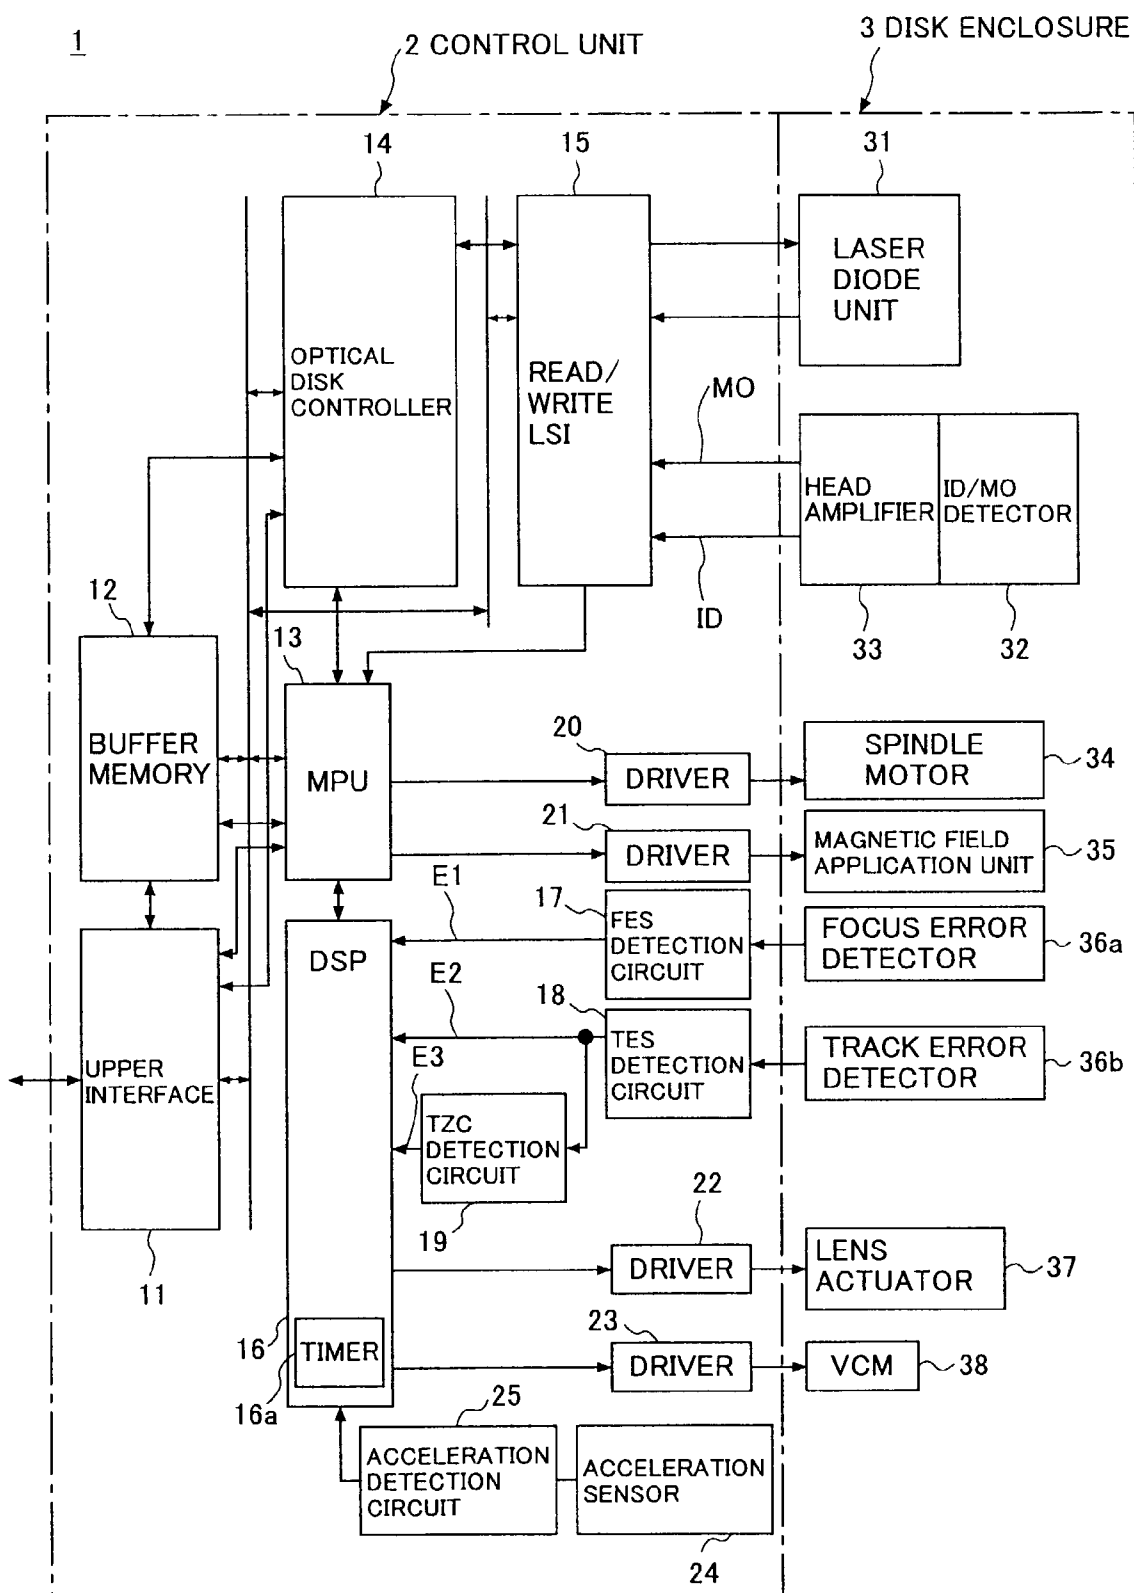 1
2 CONTROL UNIT
3 DISK ENCLOSURE
14
15
31
OPTICAL
DISK
CONTROLLER
READ/
WRITE
LSI
LASER
DIODE
UNIT
MO
HEAD
AMPLIFIER
ID/MO
DETECTOR
ID
33
32
12
13
BUFFER
MEMORY
MPU
20
DRIVER
SPINDLE
MOTOR
34
21
DRIVER
MAGNETIC FIELD
APPLICATION UNIT
35
E1
17
FES
DETECTION
CIRCUIT
FOCUS ERROR
DETECTOR
36a
DSP
E2
18
TES
DETECTION
CIRCUIT
TRACK ERROR
DETECTOR
36b
UPPER
INTERFACE
E3
TZC
DETECTION
CIRCUIT
19
11
22
DRIVER
LENS
ACTUATOR
37
16
TIMER
16a
23
DRIVER
VCM
38
25
ACCELERATION
DETECTION
CIRCUIT
ACCELERATION
SENSOR
24